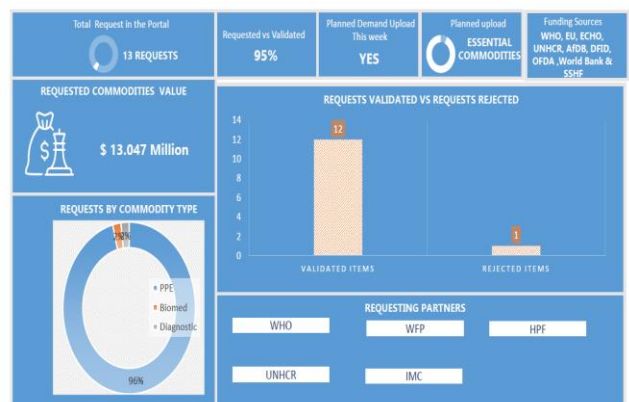 Total Request in the Portal
13 REQUESTS
Requested vs Validated
95%
Planned Demand Upload
This week
YES
Planned upload
ESSENTIAL
COMMODITIES
Funding Sources
WHO, EU, ECHO,
UNHCR, AfDB, DFID,
OFDA ,World Bank &
SSHF
REQUESTED COMMODITIES VALUE
$
$ 13.047 Million
REQUESTS VALIDATED VS REQUESTS REJECTED
14
12
10
8
6
4
2
0
12
1
VALIDATED ITEMS
REJECTED ITEMS
REQUESTS BY COMMODITY TYPE
2%
2%
PPE
Biomed
Diagnostic
96%
REQUESTING PARTNERS
WHO
WFP
HPF
UNHCR
IMC